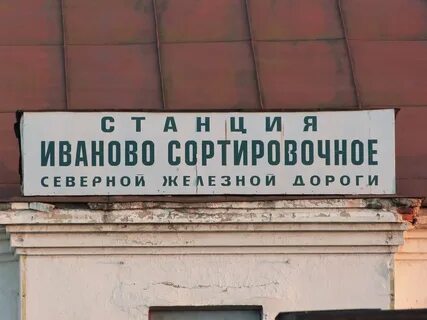 СТАНЦИЯ
ИВАНОВО СОРТИРОВОЧНОЕ
СЕВЕРНОЙ ЖЕЛЕЗНОЙ ДОРОГИ